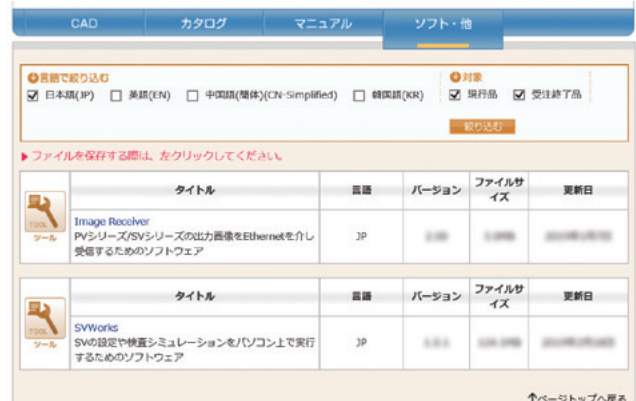 CAD カタログ マニュアル ソフト・他
言語で絞り込む 対象
日本語(JP) 英語(EN) 中国語(簡体)(CN-Simplified) 韓国語(KR) 現行品 受注終了品
絞り込む
▶ファイルを保存する際は、左クリックしてください。
タイトル 言語 バージョン ファイルサイズ 更新日
TOOL
ツール
Image Receiver
PVシリーズ/SVシリーズの出力画像をEthernetを介し
受信するためのソフトウェア
JP
タイトル 言語 バージョン ファイルサイズ 更新日
TOOL
ツール
SVWorks
SVの設定や検査シミュレーションをパソコン上で実行
するためのソフトウェア
JP
↑ページトップへ戻る